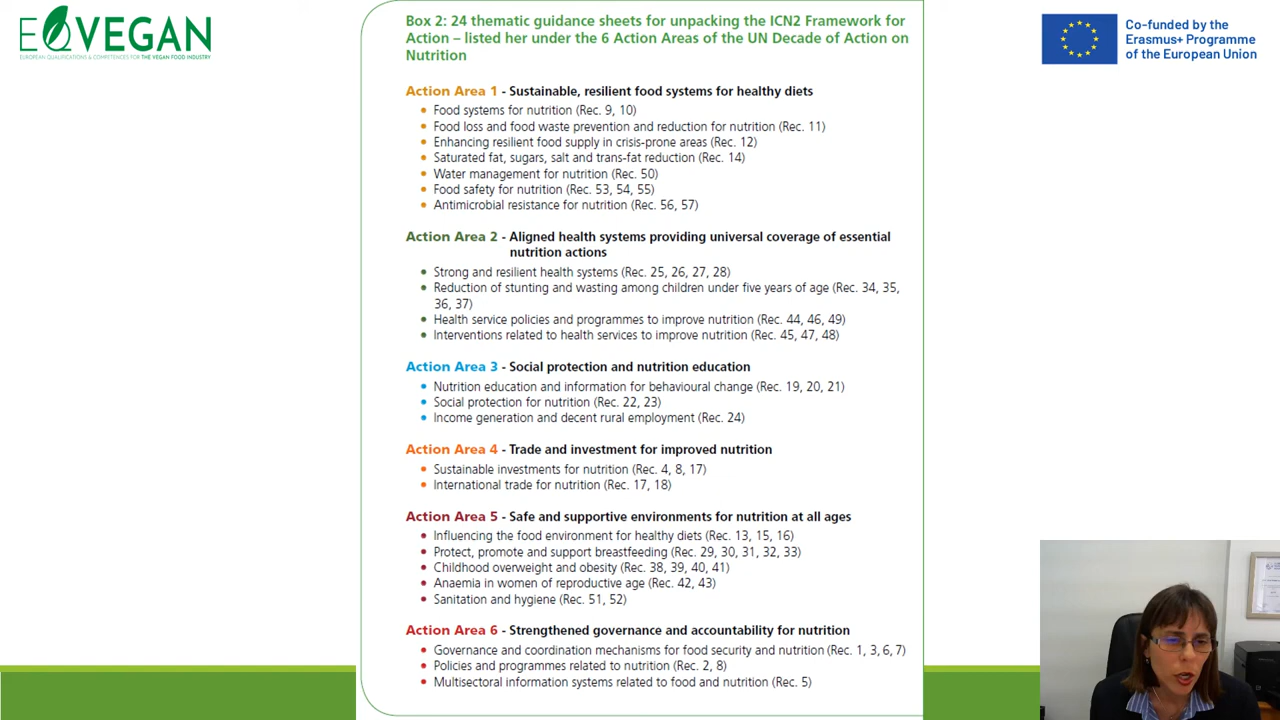 EQVEGAN
EUROPEAN QUALIFICATIONS & COMPETENCES FOR THE VEGAN FOOD INDUSTRY
Co-funded by the
Erasmus+ Programme
of the European Union
Box 2: 24 thematic guidance sheets for unpacking the ICN2 Framework for
Action – listed her under the 6 Action Areas of the UN Decade of Action on
Nutrition
Action Area 1 - Sustainable, resilient food systems for healthy diets
• Food systems for nutrition (Rec. 9, 10)
• Food loss and food waste prevention and reduction for nutrition (Rec. 11)
• Enhancing resilient food supply in crisis-prone areas (Rec. 12)
• Saturated fat, sugars, salt and trans-fat reduction (Rec. 14)
• Water management for nutrition (Rec. 50)
• Food safety for nutrition (Rec. 53, 54, 55)
• Antimicrobial resistance for nutrition (Rec. 56, 57)
Action Area 2 - Aligned health systems providing universal coverage of essential
nutrition actions
• Strong and resilient health systems (Rec. 25, 26, 27, 28)
• Reduction of stunting and wasting among children under five years of age (Rec. 34, 35,
36, 37)
• Health service policies and programmes to improve nutrition (Rec. 44, 46, 49)
• Interventions related to health services to improve nutrition (Rec. 45, 47, 48)
Action Area 3 - Social protection and nutrition education
• Nutrition education and information for behavioural change (Rec. 19, 20, 21)
• Social protection for nutrition (Rec. 22, 23)
• Income generation and decent rural employment (Rec. 24)
Action Area 4 - Trade and investment for improved nutrition
• Sustainable investments for nutrition (Rec. 4, 8, 17)
• International trade for nutrition (Rec. 17, 18)
Action Area 5 - Safe and supportive environments for nutrition at all ages
• Influencing the food environment for healthy diets (Rec. 13, 15, 16)
• Protect, promote and support breastfeeding (Rec. 29, 30, 31, 32, 33)
• Childhood overweight and obesity (Rec. 38, 39, 40, 41)
• Anaemia in women of reproductive age (Rec. 42, 43)
• Sanitation and hygiene (Rec. 51, 52)
Action Area 6 - Strengthened governance and accountability for nutrition
• Governance and coordination mechanisms for food security and nutrition (Rec. 1, 3, 6, 7)
• Policies and programmes related to nutrition (Rec. 2, 8)
• Multisectoral information systems related to food and nutrition (Rec. 5)